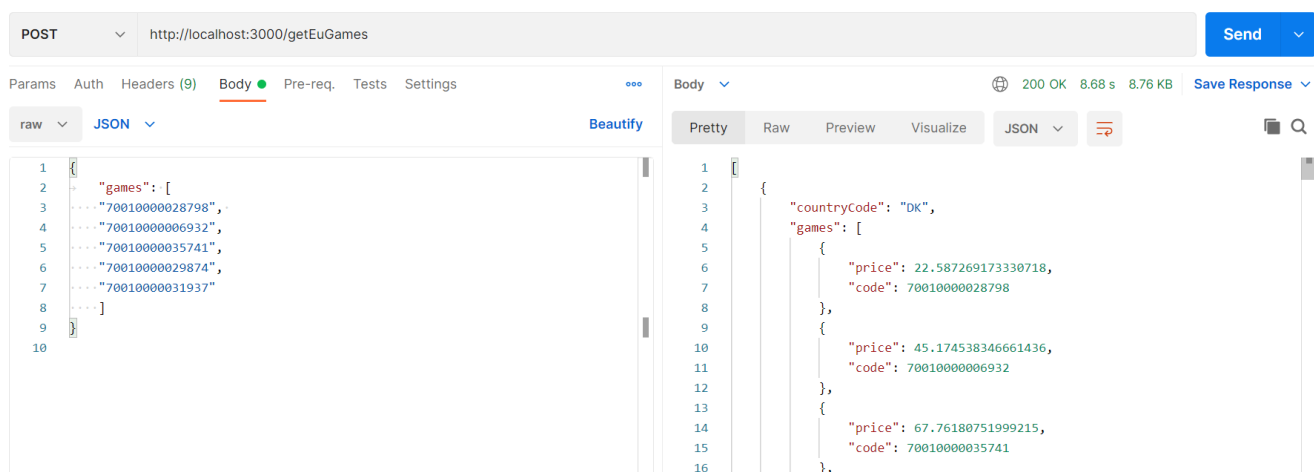 POST http://localhost:3000/getEuGames Send
Params Auth Headers (9) Body Pre-req. Tests Settings
raw JSON Beautify
1 {
2 "games": [
3 "70010000028798",
4 "70010000006932",
5 "70010000035741",
6 "70010000029874",
7 "70010000031937"
8 ]
9 }
10
Body 200 OK 8.68 s 8.76 KB Save Response
Pretty Raw Preview Visualize JSON
1 [
2 {
3 "countryCode": "DK",
4 "games": [
5 {
6 "price": 22.587269173330718,
7 "code": 70010000028798
8 },
9 {
10 "price": 45.174538346661436,
11 "code": 70010000006932
12 },
13 {
14 "price": 67.76180751999215,
15 "code": 70010000035741
16 },